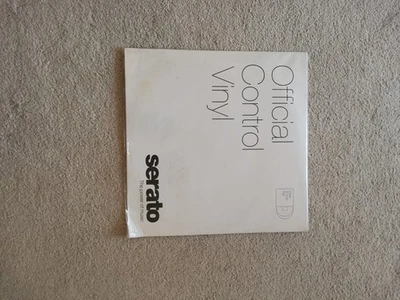 Official
Control
Vinyl
serato